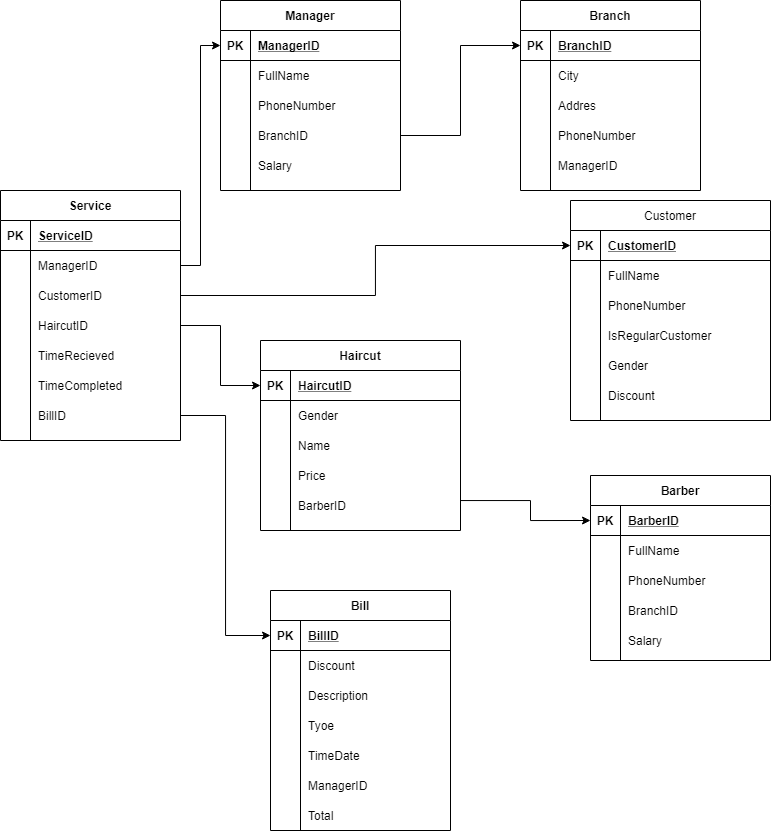 Manager
PK ManagerID
FullName
PhoneNumber
BranchID
Salary
Branch
PK BranchID
City
Addres
PhoneNumber
ManagerID
Service
PK ServiceID
ManagerID
CustomerID
HaircutID
TimeRecieved
TimeCompleted
BillID
Customer
PK CustomerID
FullName
PhoneNumber
IsRegularCustomer
Gender
Discount
Haircut
PK HaircutID
Gender
Name
Price
BarberID
Barber
PK BarberID
FullName
PhoneNumber
BranchID
Salary
Bill
PK BillID
Discount
Description
Tyoe
TimeDate
ManagerID
Total